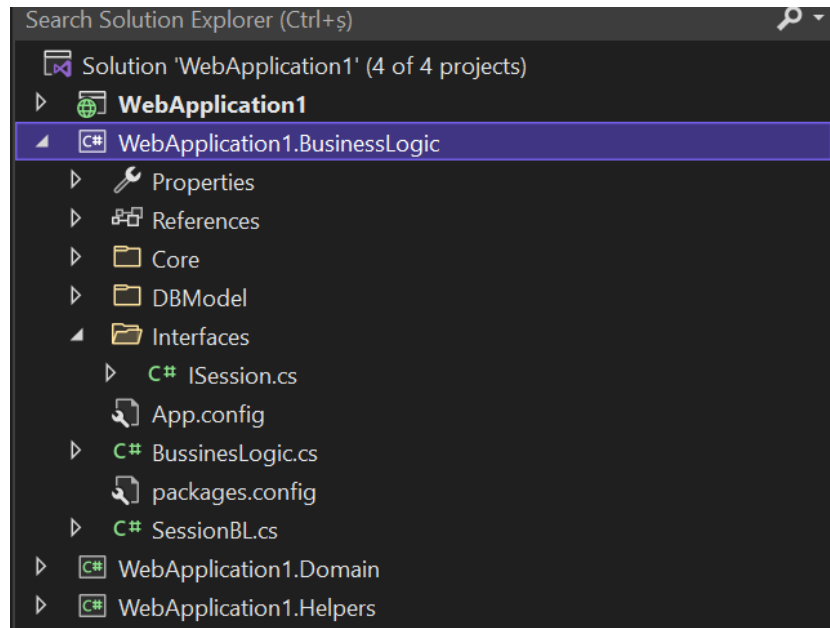 Search Solution Explorer (Ctrl+ș)
Solution 'WebApplication1' (4 of 4 projects)
WebApplication1
C# WebApplication1.BusinessLogic
Properties
References
Core
DBModel
Interfaces
C# ISession.cs
App.config
C# BussinesLogic.cs
packages.config
C# SessionBL.cs
C# WebApplication1.Domain
C# WebApplication1.Helpers